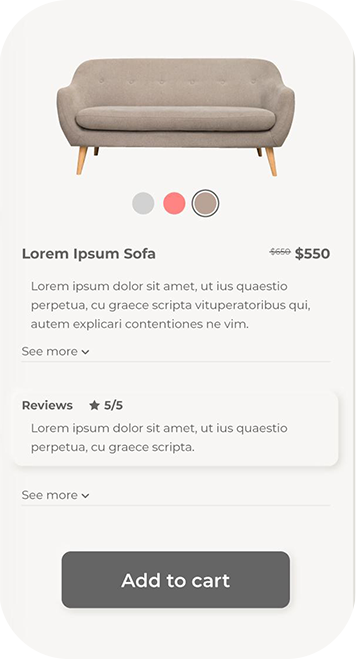 Lorem Ipsum Sofa $650 $550
Lorem ipsum dolor sit amet, ut ius quaestio
perpetua, cu graece scripta vituperatoribus qui,
autem explicari contentiones ne vim.
See more
Reviews 5/5
Lorem ipsum dolor sit amet, ut ius quaestio
perpetua, cu graece scripta.
See more
Add to cart